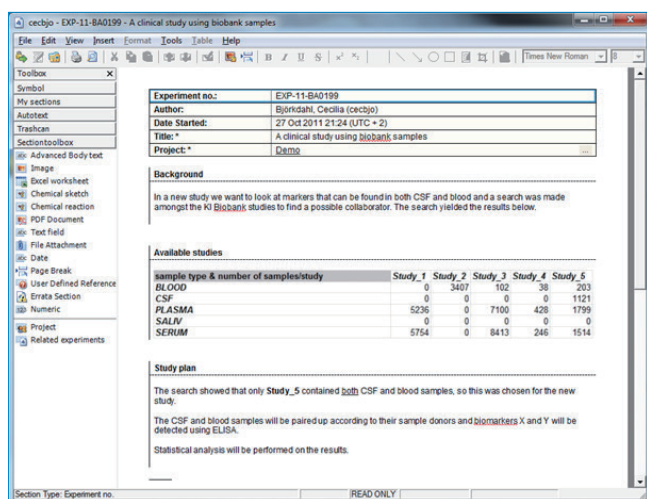 cecbjo - EXP-11-BA0199 - A clinical study using biobank samples
File Edit View Insert Format Tools Table Help
B I U S x² x₂ Times New Roman 8
Toolbox X
Symbol
My sections
Autotext
Trashcan
Sectiontoolbox
Advanced Body text
Image
Excel worksheet
Chemical sketch
Chemical reaction
PDF Document
Text field
File Attachment
Date
Page Break
User Defined Reference
Errata Section
Numeric
Project
Related experiments
Experiment no.: EXP-11-BA0199
Author: Björkdahl, Cecilia (cecbjo)
Date Started: 27 Oct 2011 21:24 (UTC + 2)
Title: * A clinical study using biobank samples
Project: * Demo ...
Background
In a new study we want to look at markers that can be found in both CSF and blood and a search was made
amongst the KI Biobank studies to find a possible collaborator. The search yielded the results below.
Available studies
sample type & number of samples/study Study_1 Study_2 Study_3 Study_4 Study_5
BLOOD 0 3407 102 38 203
CSF 0 0 0 0 1121
PLASMA 5236 0 7100 428 1799
SALIV 0 0 0 0 0
SERUM 5754 0 8413 246 1514
Study plan
The search showed that only Study_5 contained both CSF and blood samples, so this was chosen for the new
study.
The CSF and blood samples will be paired up according to their sample donors and biomarkers X and Y will be
detected using ELISA.
Statistical analysis will be performed on the results.
Section Type: Experiment no. READ ONLY